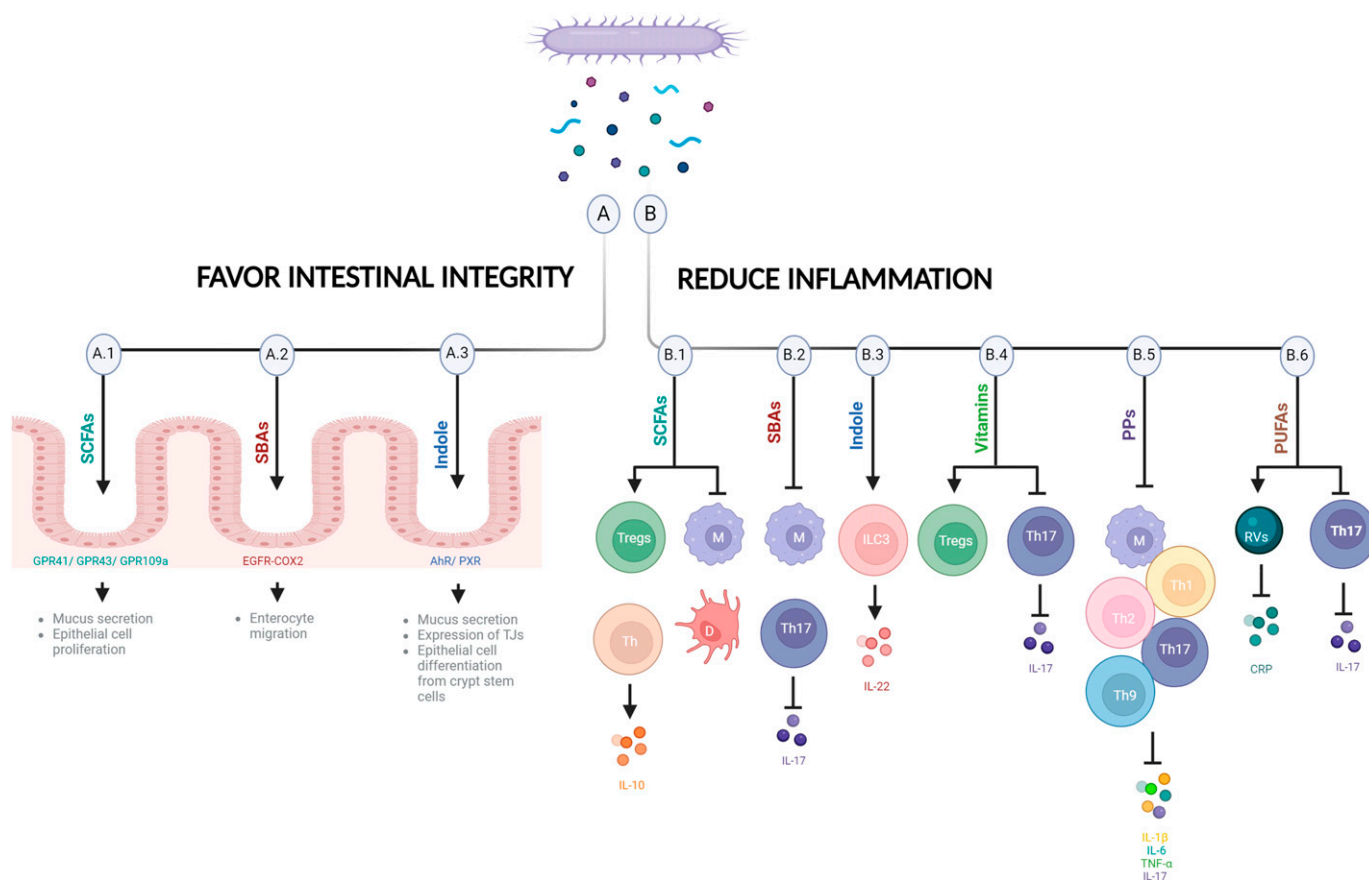 A
B
FAVOR INTESTINAL INTEGRITY
REDUCE INFLAMMATION
A.1
A.2
A.3
B.1
B.2
B.3
B.4
B.5
B.6
SCFAs
SBAs
Indole
SCFAs
SBAs
Indole
Vitamins
PPs
PUFAs
GPR41/ GPR43/ GPR109a
EGFR-COX2
AhR/ PXR
• Mucus secretion
• Epithelial cell
proliferation
• Enterocyte
migration
• Mucus secretion
• Expression of TJs
• Epithelial cell
differentiation
from crypt stem
cells
Tregs
M
Th
D
IL-10
M
Th17
IL-17
ILC3
IL-22
Tregs
Th17
IL-17
M
Th1
Th2
Th17
Th9
IL-1β
IL-6
TNF-α
IL-17
RVs
CRP
Th17
IL-17